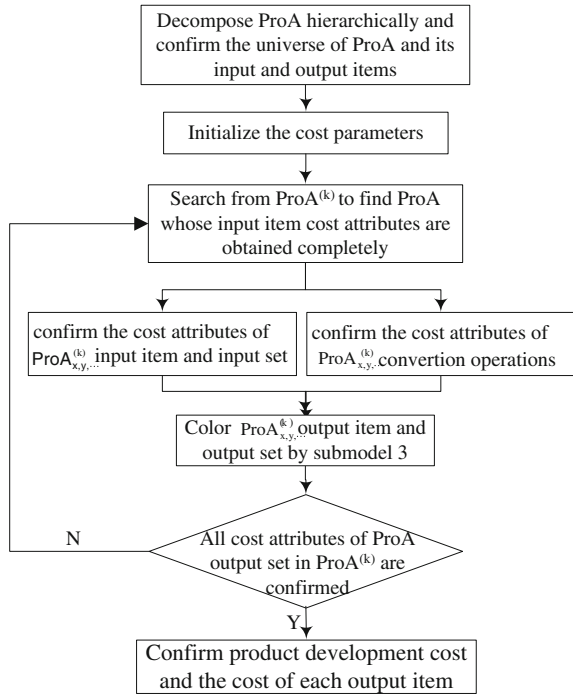 Decompose ProA hierarchically and
confirm the universe of ProA and its
input and output items
Initialize the cost parameters
Search from ProA^(k) to find ProA
whose input item cost attributes are
obtained completely
confirm the cost attributes of
ProA^(k)_x,y,... input item and input set
confirm the cost attributes of
ProA^(k)_x,y,.. convertion operations
Color ProA^(k)_x,y,... output item and
output set by submodel 3
N
All cost attributes of ProA
output set in ProA^(k) are
confirmed
Y
Confirm product development cost
and the cost of each output item